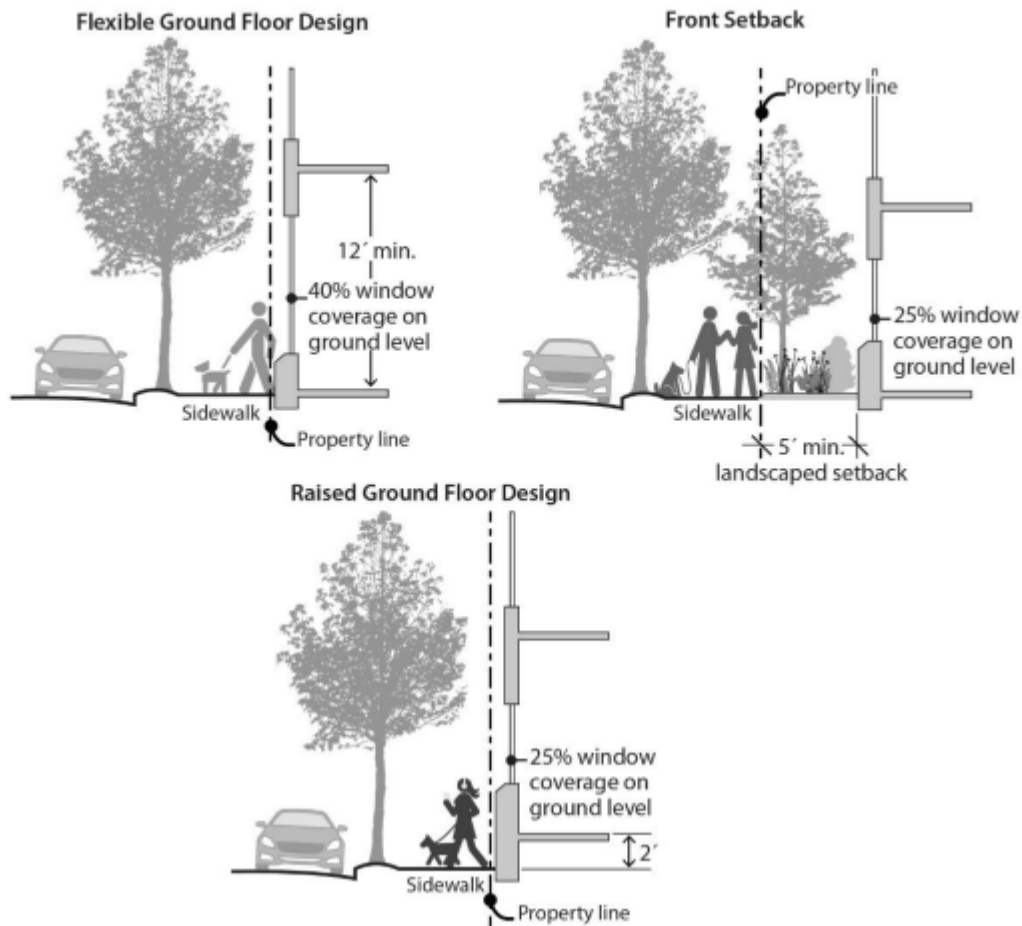 Flexible Ground Floor Design
12´ min.
40% window
coverage on
ground level
Sidewalk
Property line
Front Setback
Property line
25% window
coverage on
ground level
Sidewalk
5´ min.
landscaped setback
Raised Ground Floor Design
25% window
coverage on
ground level
2´
Sidewalk
Property line